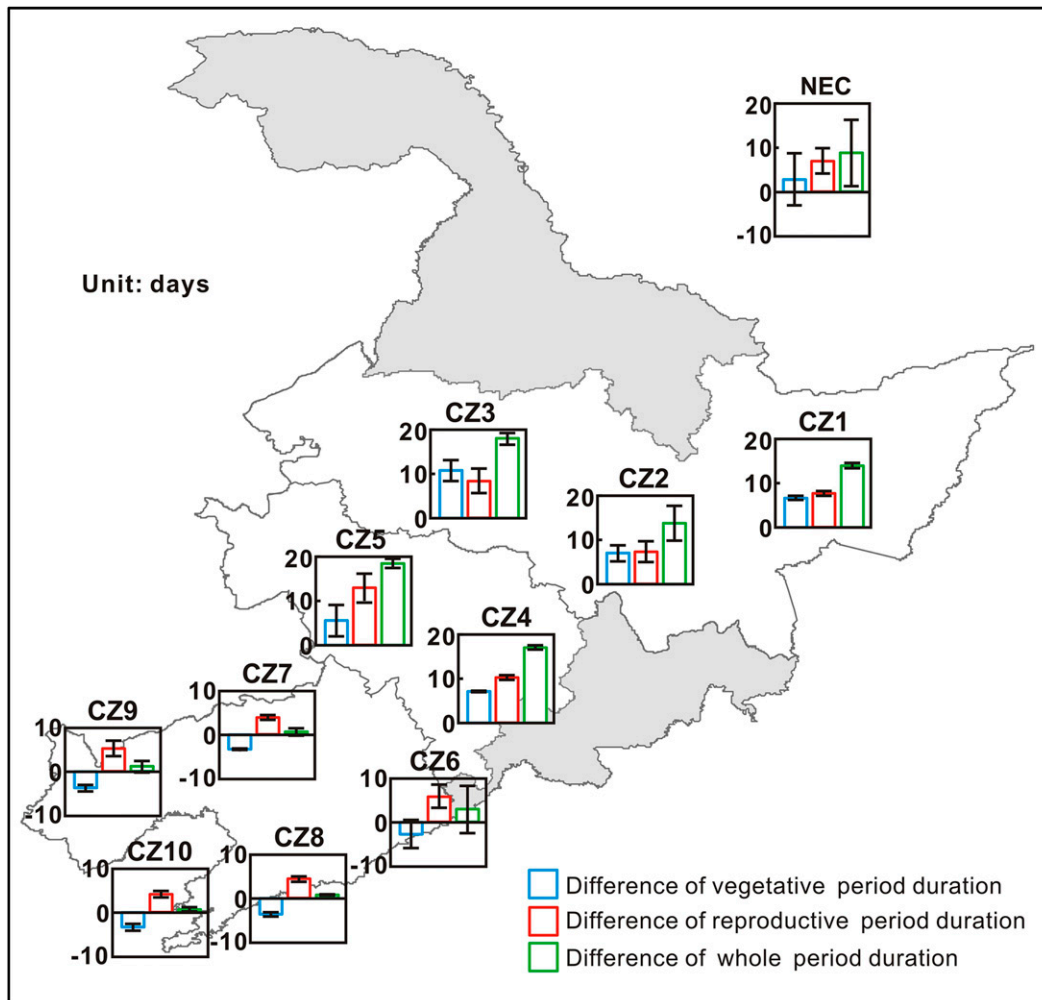 NEC
20
10
0
-10
Unit: days
CZ3
20
10
0
CZ1
20
10
0
CZ2
20
10
0
CZ5
20
10
0
CZ4
20
10
0
CZ7
10
0
-10
CZ9
10
0
-10
CZ6
10
0
-10
CZ10
10
0
-10
CZ8
10
0
-10
Difference of vegetative period duration
Difference of reproductive period duration
Difference of whole period duration